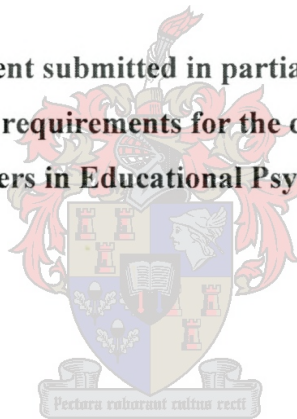 ent submitted in partia
requirements for the d
ers in Educational Psy
Pectora roborant cultus recti